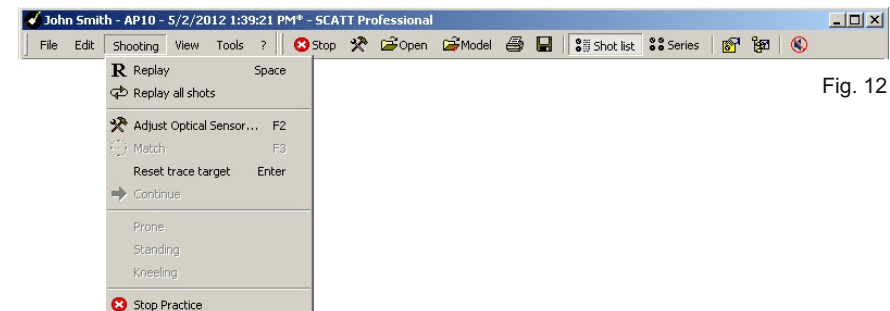 John Smith - AP10 - 5/2/2012 1:39:21 PM* - SCATT Professional
File Edit Shooting View Tools ? Stop Open Model Shot list Series
R Replay Space
Replay all shots
Adjust Optical Sensor... F2
Match F3
Reset trace target Enter
Continue
Prone
Standing
Kneeling
Stop Practice
Fig. 12